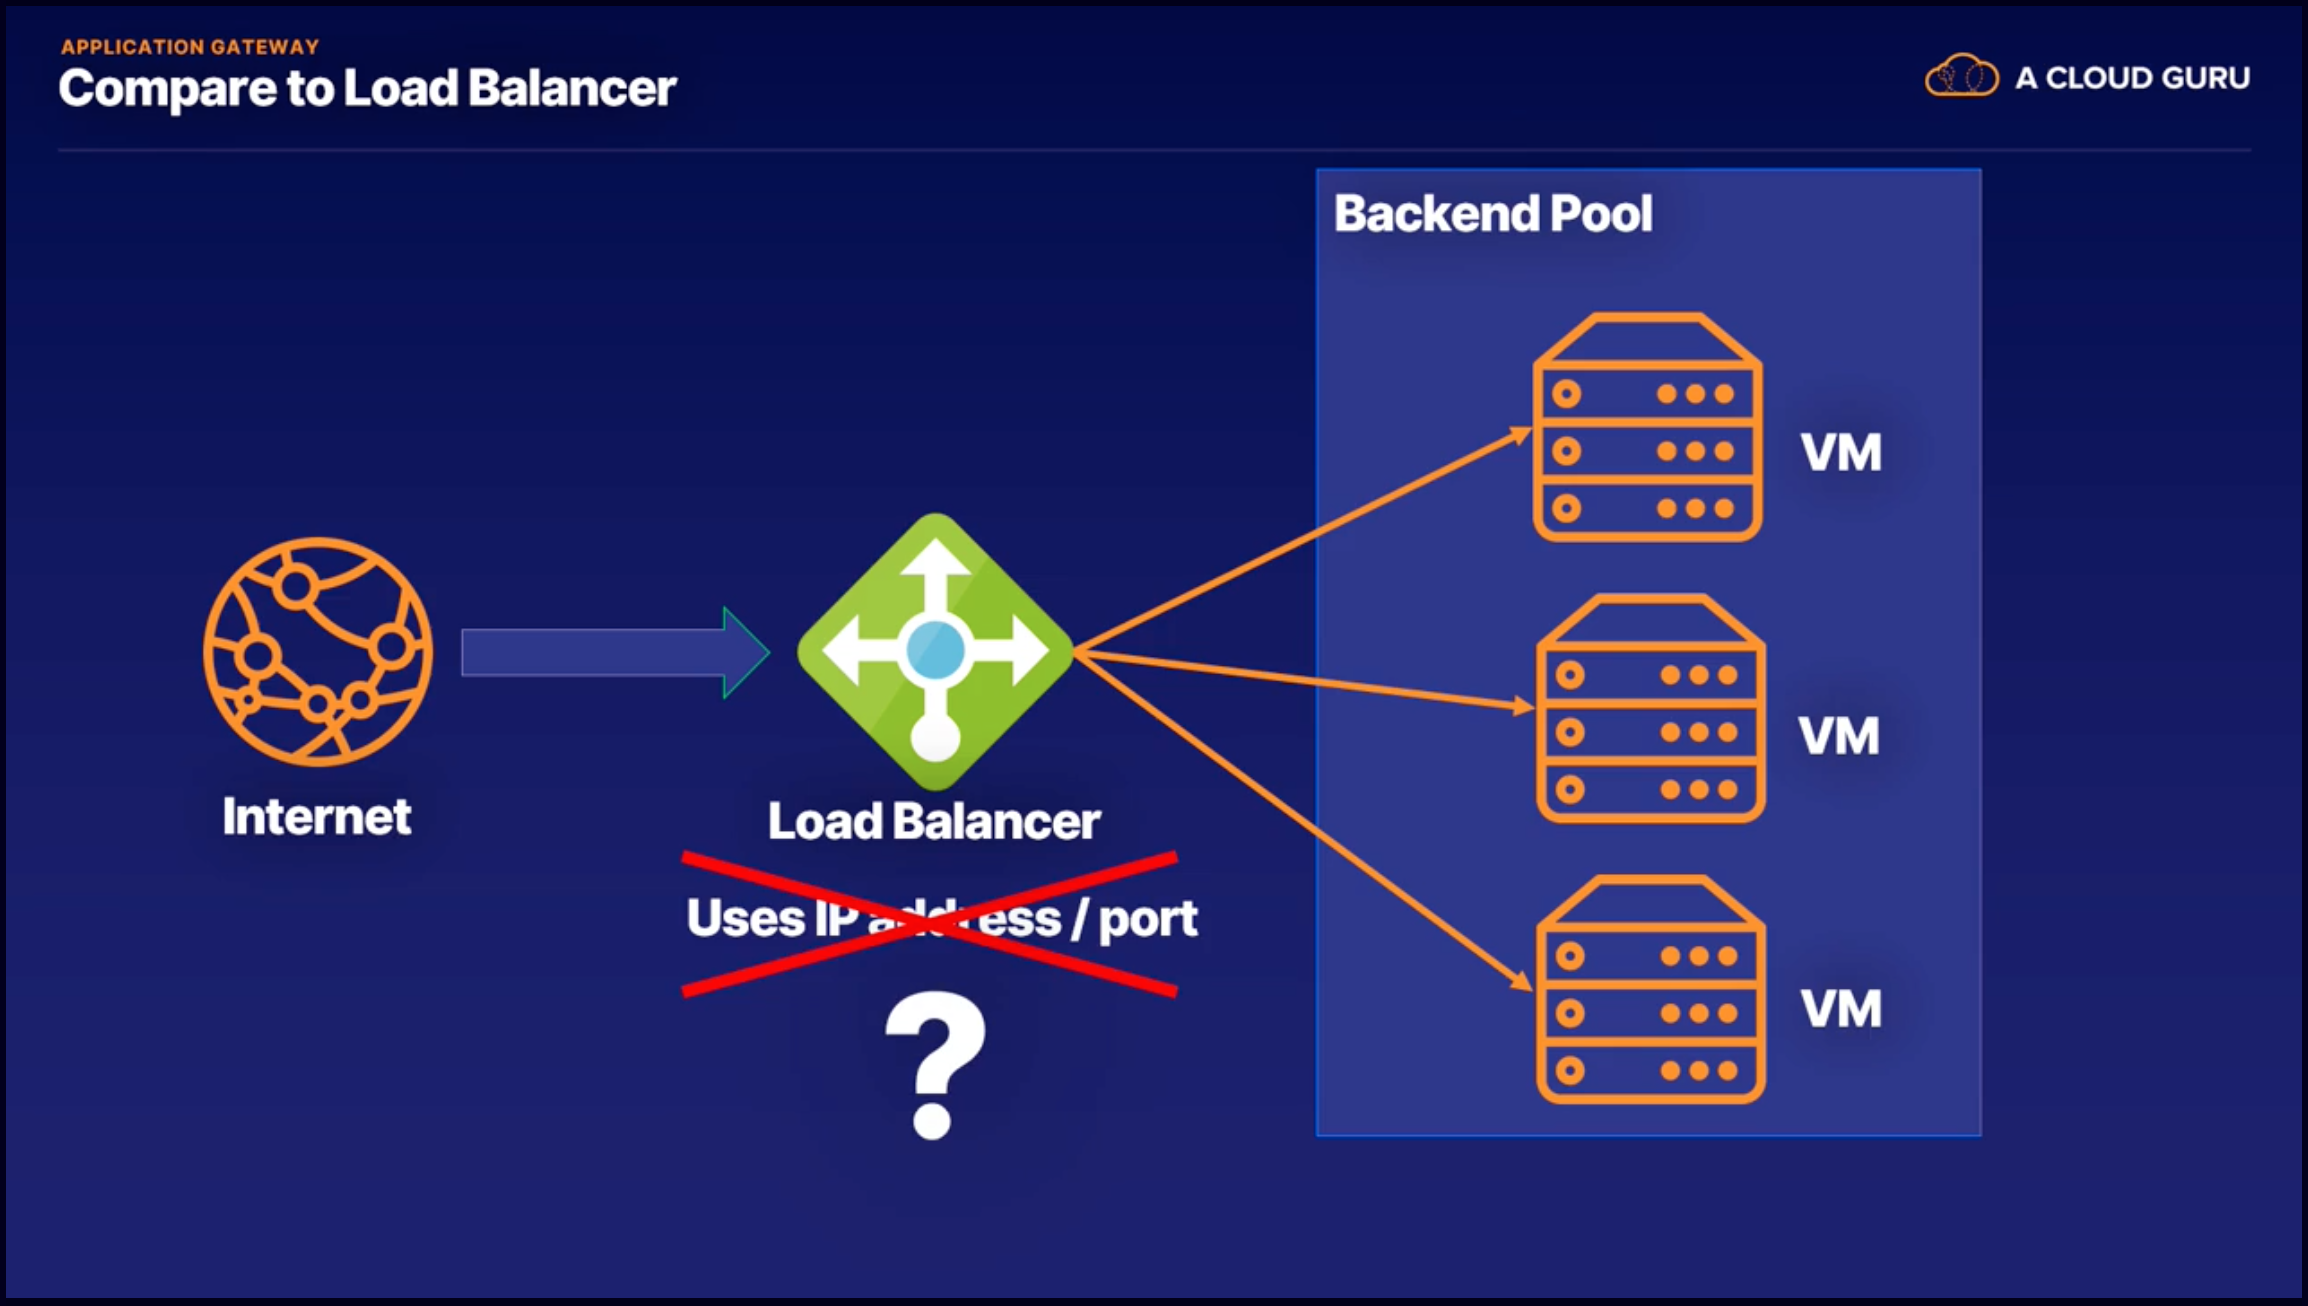 APPLICATION GATEWAY
Compare to Load Balancer
A CLOUD GURU
Backend Pool
VM
VM
VM
Internet
Load Balancer
Uses IP address / port
?